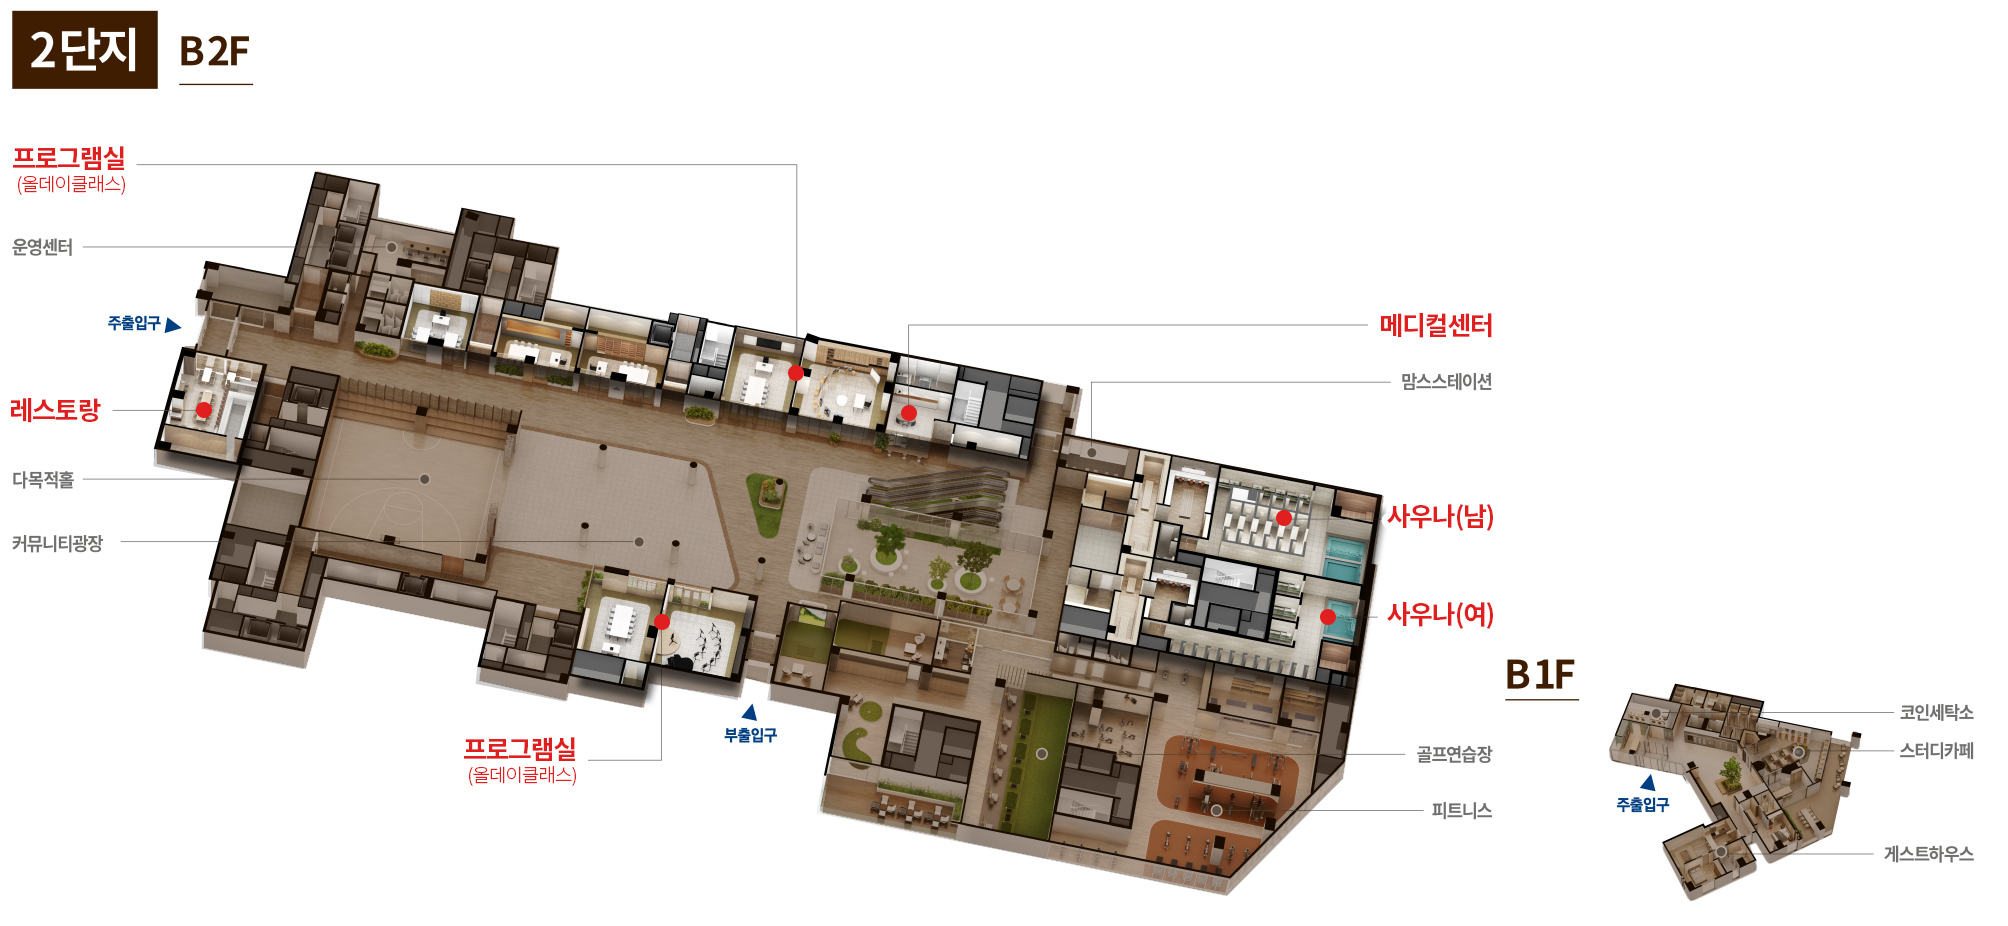 2단지
B2F
프로그램실
(올데이클래스)
운영센터
주출입구
레스토랑
다목적홀
커뮤니티광장
프로그램실
(올데이클래스)
부출입구
메디컬센터
맘스스테이션
사우나(남)
사우나(여)
골프연습장
피트니스
B1F
코인세탁소
스터디카페
주출입구
게스트하우스